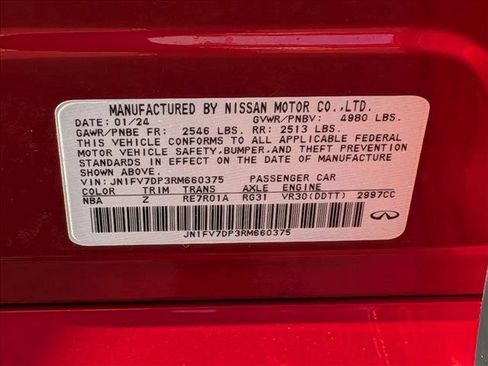 MANUFACTURED BY NISSAN MOTOR CO.,LTD.
DATE: 01/24 GVWR/PNBV: 4980 LBS.
GAWR/PNBE FR: 2546 LBS. RR: 2513 LBS.
THIS VEHICLE CONFORMS TO ALL APPLICABLE FEDERAL
MOTOR VEHICLE SAFETY,BUMPER,AND THEFT PREVENTION
STANDARDS IN EFFECT ON THE DATE OF MANUFACTURE
SHOWN ABOVE.
VIN: JN1FV7DP3RM660375 PASSENGER CAR
COLOR TRIM TRANS AXLE ENGINE
NBA Z RE7R01A RG31 VR30(DDTT) 2997CC
JN1FV7DP3RM660375